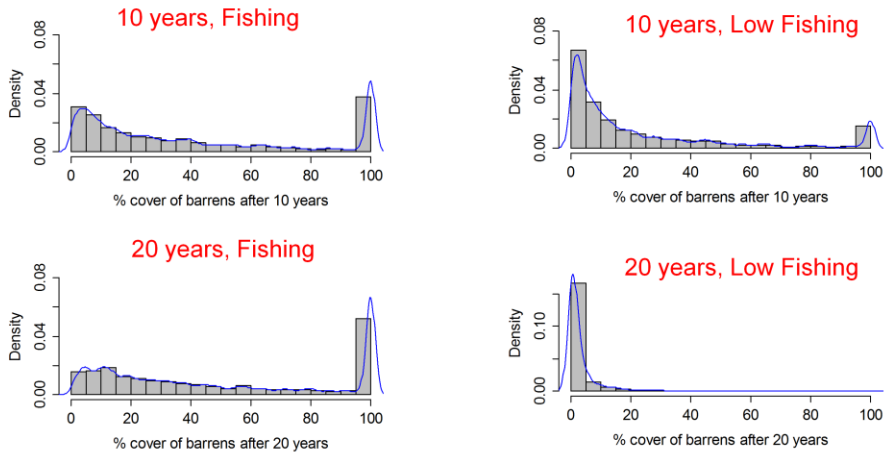 10 years, Fishing
Density
0.00 0.04 0.08
0 20 40 60 80 100
% cover of barrens after 10 years
10 years, Low Fishing
Density
0.00 0.04 0.08
0 20 40 60 80 100
% cover of barrens after 10 years
20 years, Fishing
Density
0.00 0.04 0.08
0 20 40 60 80 100
% cover of barrens after 20 years
20 years, Low Fishing
Density
0.00 0.10
0 20 40 60 80 100
% cover of barrens after 20 years